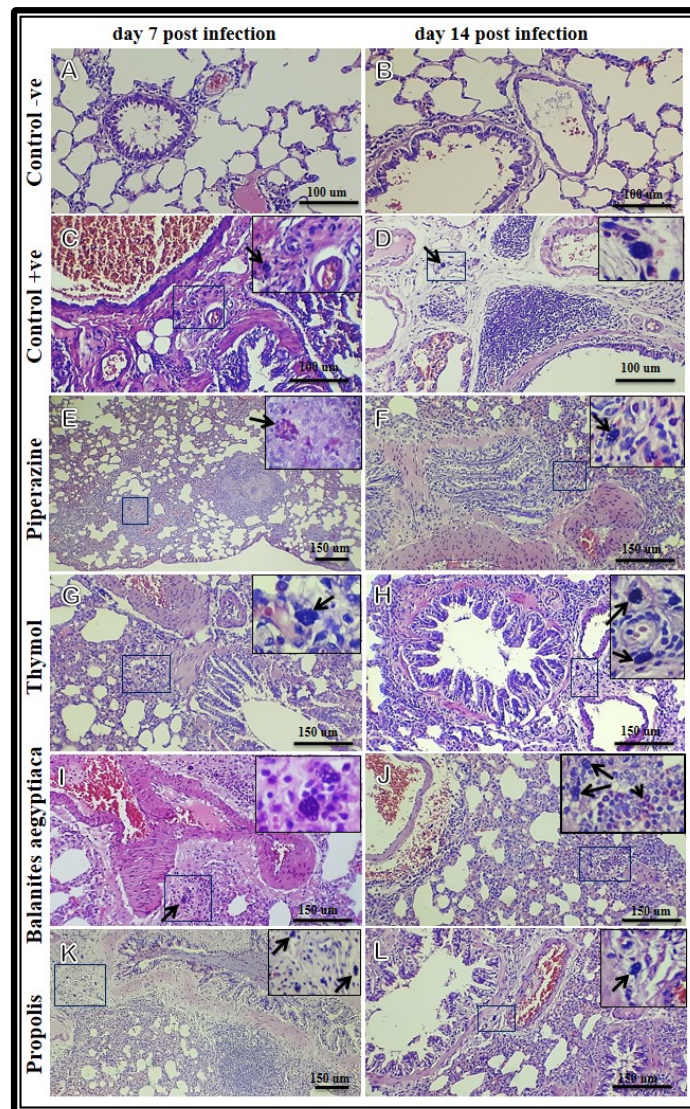 day 7 post infection day 14 post infection
Control -ve
A
100 um
B
100 um
Control +ve
C
100 um
D
100 um
Piperazine
E
150 um
F
150 um
Thymol
G
150 um
H
150 um
Balanites aegyptiaca
I
150 um
J
150 um
Propolis
K
150 um
L
150 um